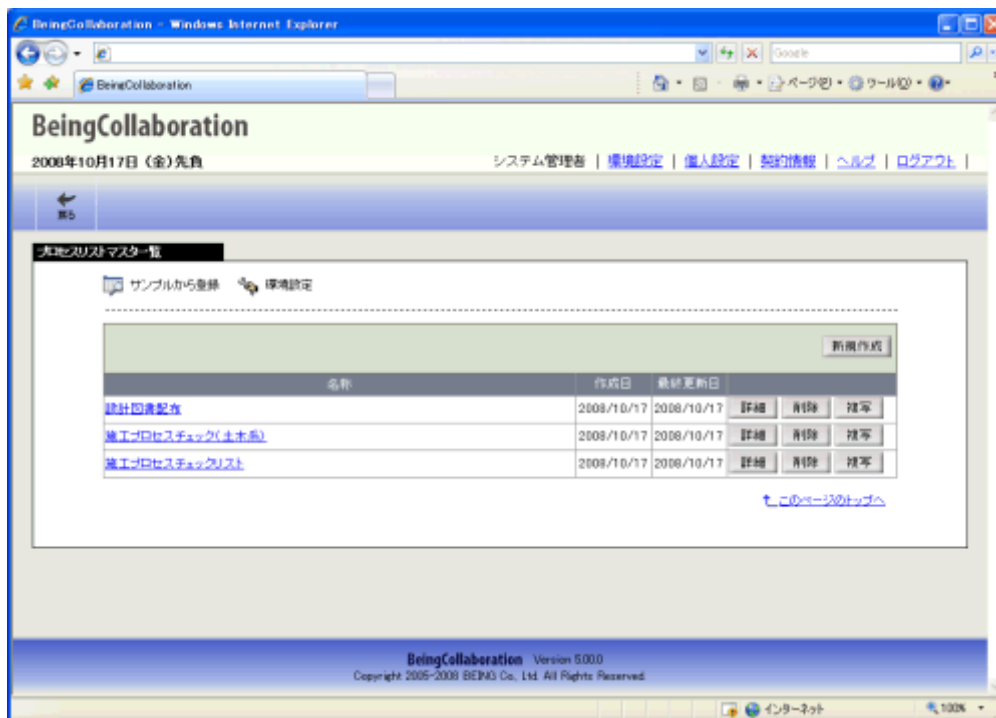 BeingCollaboration - Windows Internet Explorer
Google
BeingCollaboration
ページ(P)
ツール(O)
BeingCollaboration
2008年10月17日 (金)先負
システム管理者 | 環境設定 | 個人設定 | 契約情報 | ヘルプ | ログアウト |
戻る
プロセスリストマスター覧
サンプルから登録 環境設定
新規作成
名称 作成日 最終更新日
設計図書配布 2008/10/17 2008/10/17 詳細 削除 複写
施工プロセスチェック(土木系) 2008/10/17 2008/10/17 詳細 削除 複写
施工プロセスチェックリスト 2008/10/17 2008/10/17 詳細 削除 複写
このページのトップへ
BeingCollaboration Version 5.00.0
Copyright 2005-2008 BEING Co., Ltd. All Rights Reserved.
インターネット 100%